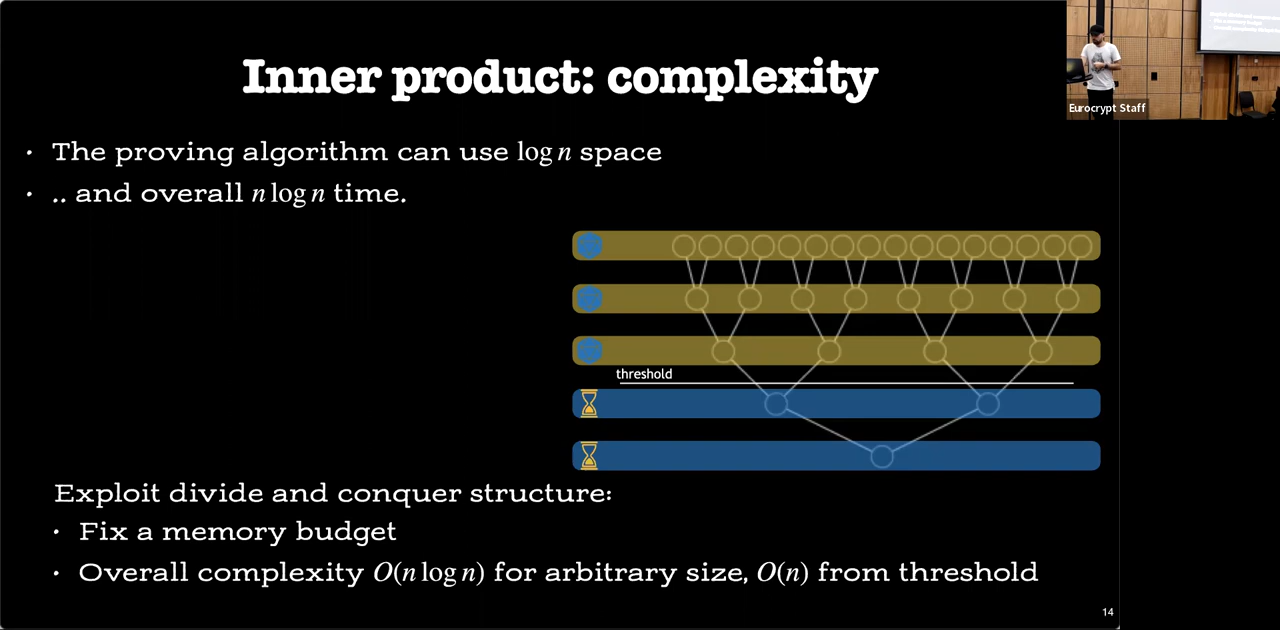 Inner product: complexity
Eurocrypt Staff
• The proving algorithm can use log n space
• .. and overall n log n time.
threshold
Exploit divide and conquer structure:
• Fix a memory budget
• Overall complexity O(n log n) for arbitrary size, O(n) from threshold
14